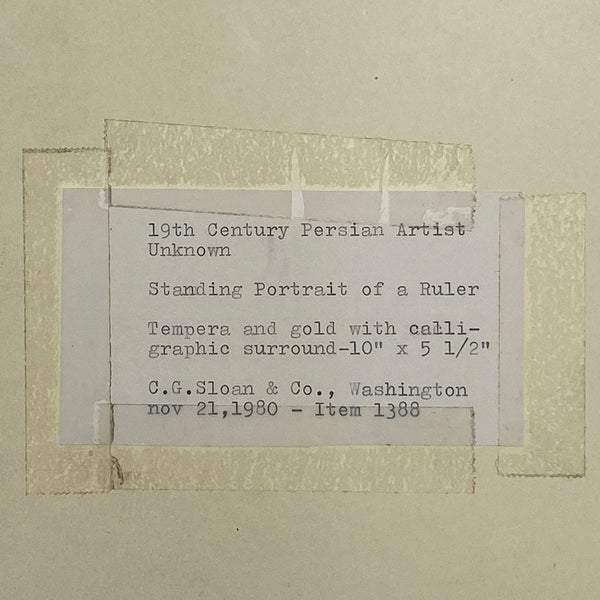 19th Century Persian Artist
Unknown
Standing Portrait of a Ruler
Tempera and gold with calli-
graphic surround-10" x 5 1/2"
C.G.Sloan & Co., Washington
nov 21,1980 - Item 1388